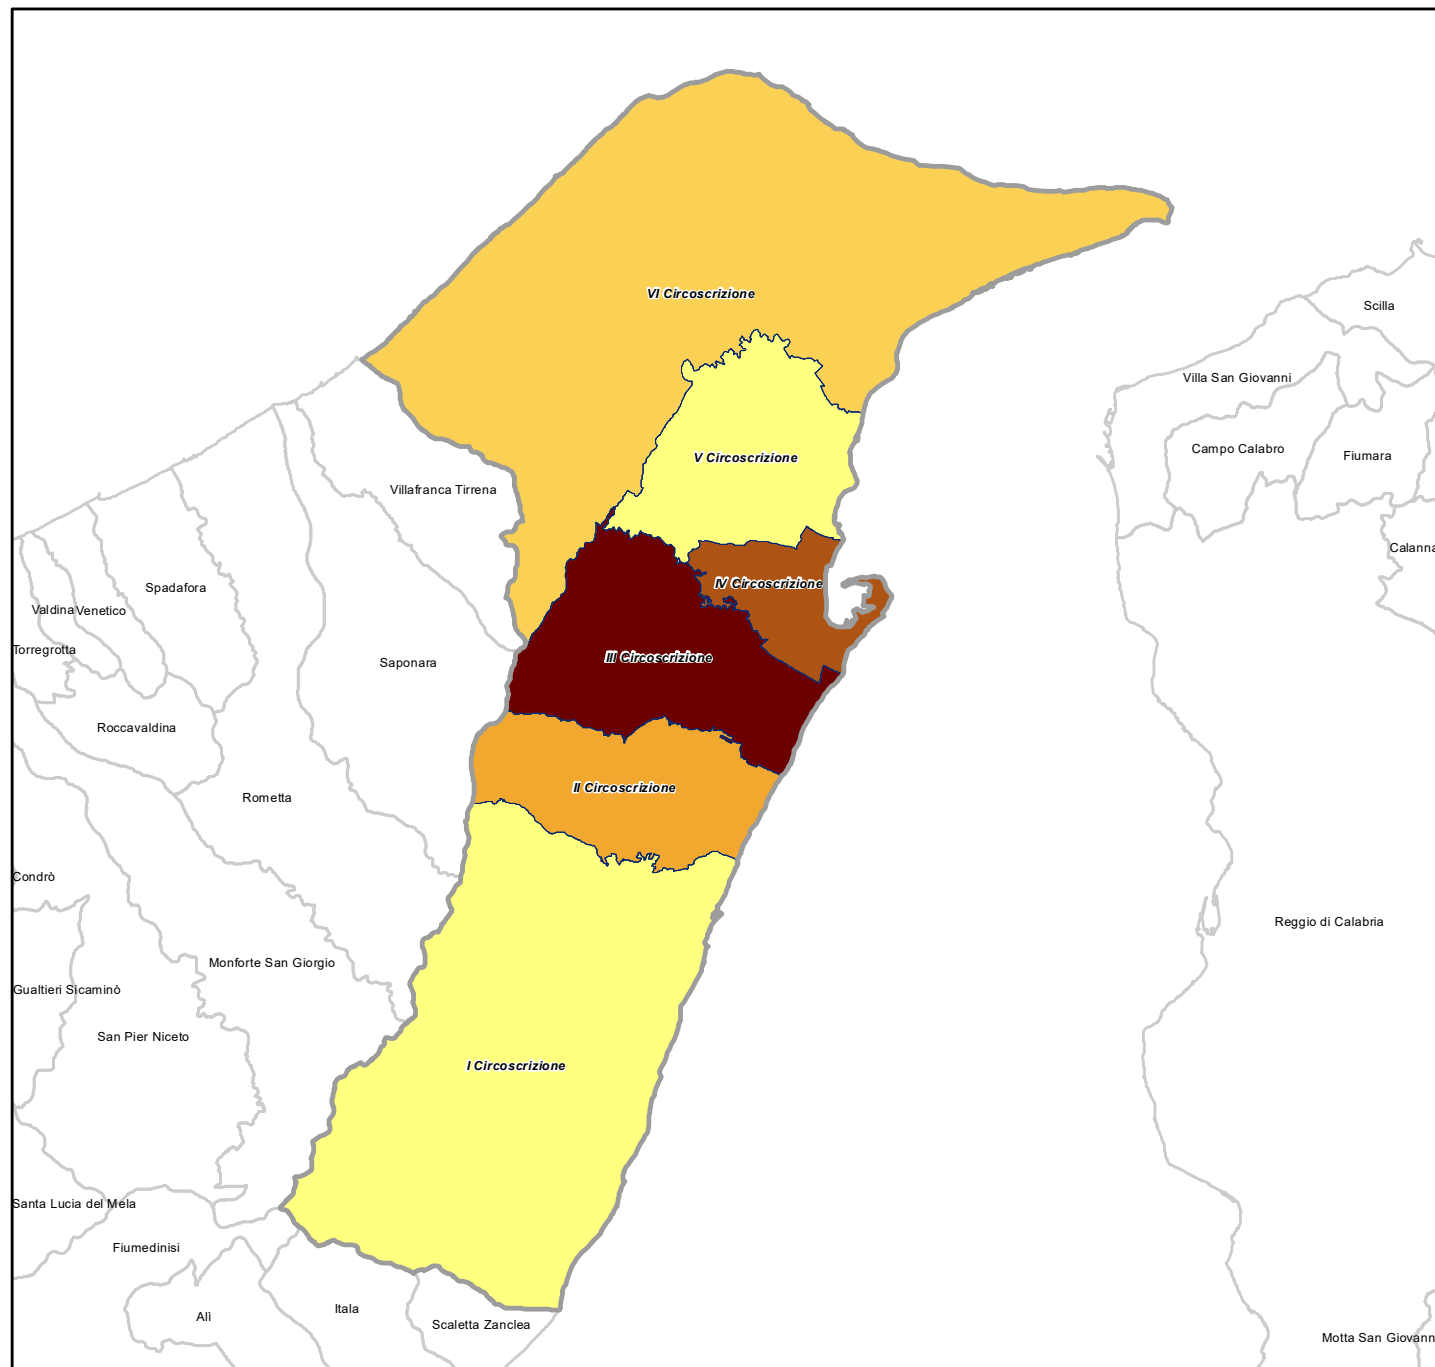 VI Circoscrizione
Scilla
Villa San Giovanni
Campo Calabro
Fiumara
V Circoscrizione
Villafranca Tirrena
Calanna
IV Circoscrizione
Spadafora
Valdina
Venetico
Torregrotta
III Circoscrizione
Saponara
Roccavaldina
II Circoscrizione
Rometta
Condrò
Reggio di Calabria
Monforte San Giorgio
Gualtieri Sicaminò
San Pier Niceto
I Circoscrizione
Santa Lucia del Mela
Fiumedinisi
Itala
Alì
Scaletta Zanclea
Motta San Giovann